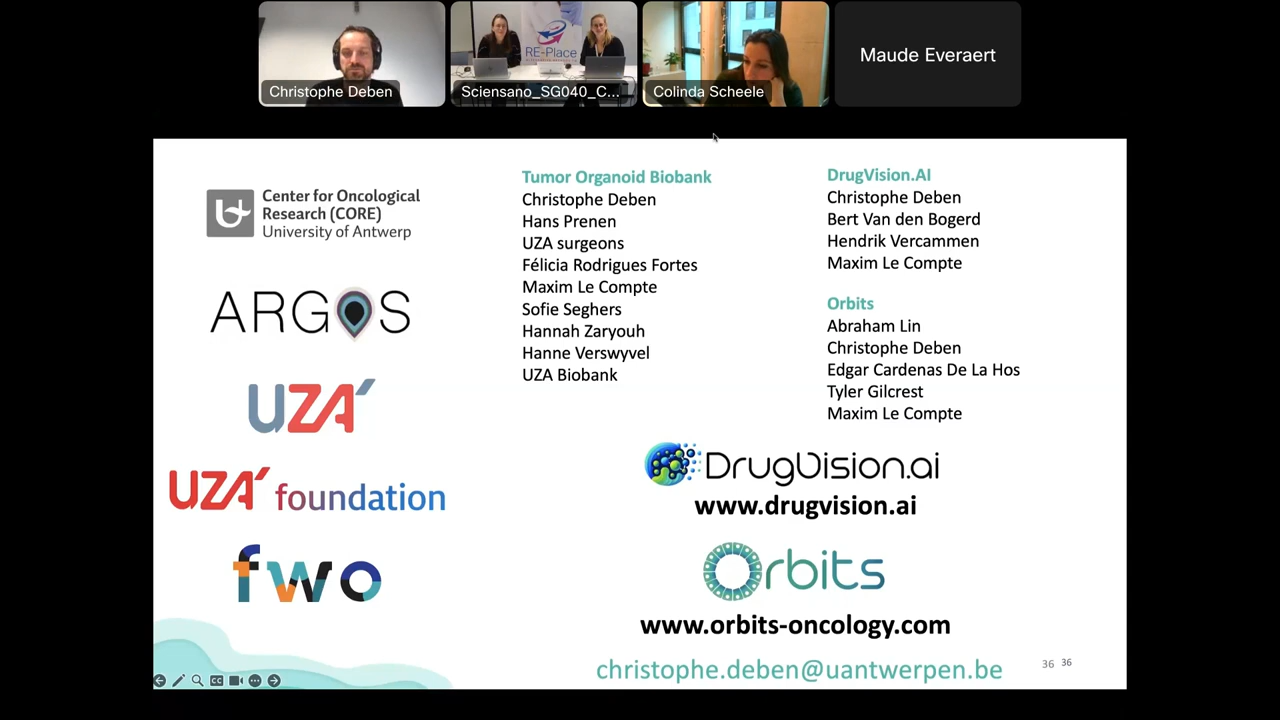 Christophe Deben
RE-Place
Sciensano_SG040_C...
Colinda Scheele
Maude Everaert
Center for Oncological
Research (CORE)
University of Antwerp
ARGOS
UZA
UZA foundation
fwo
Tumor Organoid Biobank
Christophe Deben
Hans Prenen
UZA surgeons
Félicia Rodrigues Fortes
Maxim Le Compte
Sofie Seghers
Hannah Zaryouh
Hanne Verswyvel
UZA Biobank
DrugVision.AI
Christophe Deben
Bert Van den Bogerd
Hendrik Vercammen
Maxim Le Compte
Orbits
Abraham Lin
Christophe Deben
Edgar Cardenas De La Hos
Tyler Gilcrest
Maxim Le Compte
DrugVision.ai
www.drugvision.ai
Orbits
www.orbits-oncology.com
christophe.deben@uantwerpen.be
36 36
CC